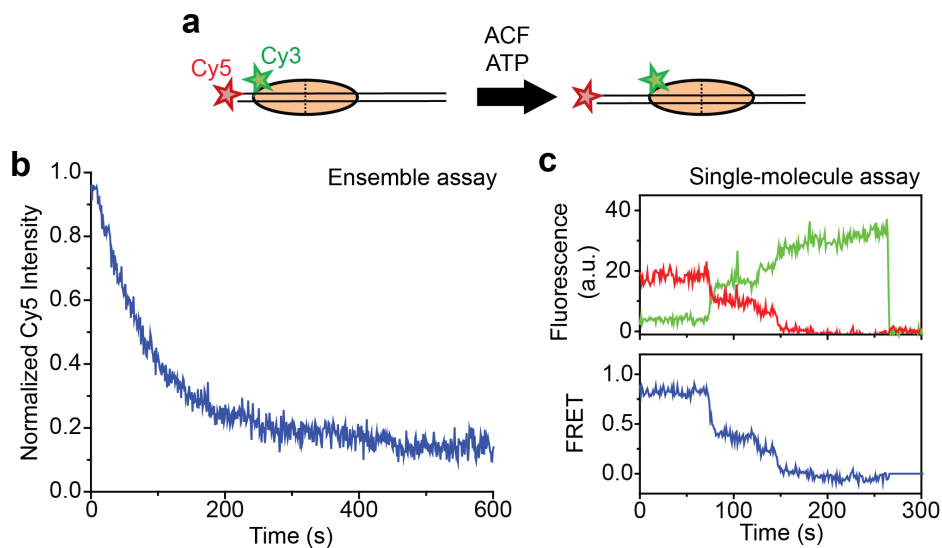 a
Cy5
Cy3
ACF
ATP
b
Ensemble assay
Normalized Cy5 Intensity
1.0
0.8
0.6
0.4
0.2
0.0
0
200
400
600
Time (s)
c
Single-molecule assay
Fluorescence
(a.u.)
40
20
0
FRET
1.0
0.5
0.0
0
100
200
300
Time (s)